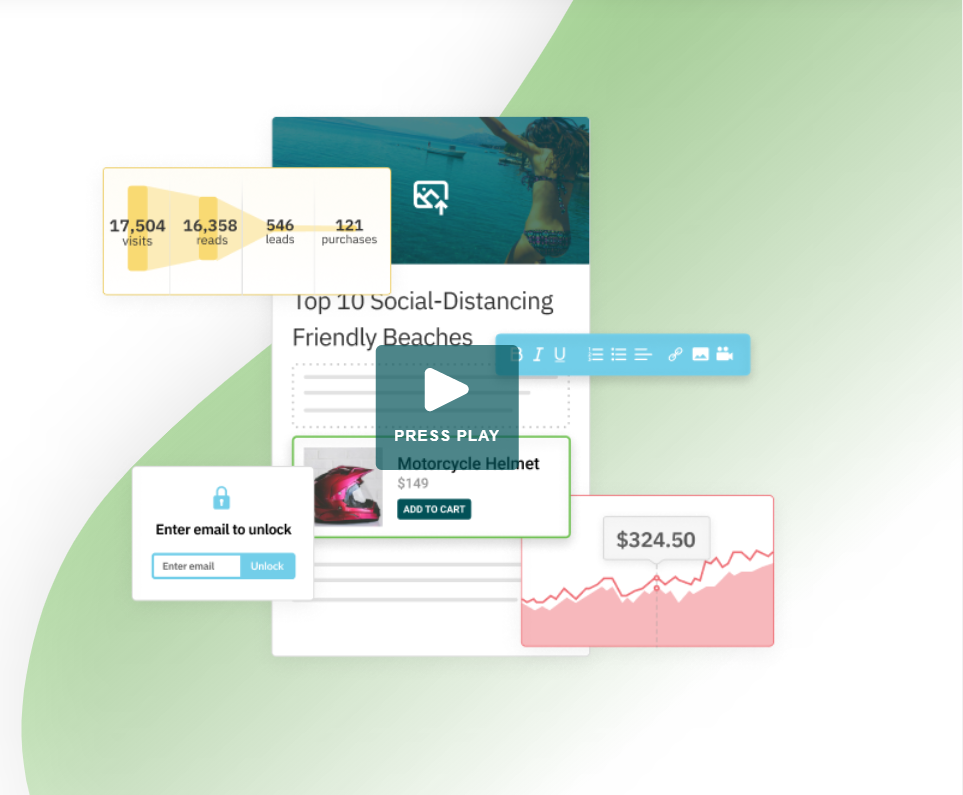 17,504
visits
16,358
reads
546
leads
121
purchases
Top 10 Social-Distancing
Friendly Beaches
B I U
PRESS PLAY
Motorcycle Helmet
$149
ADD TO CART
Enter email to unlock
Enter email
Unlock
$324.50